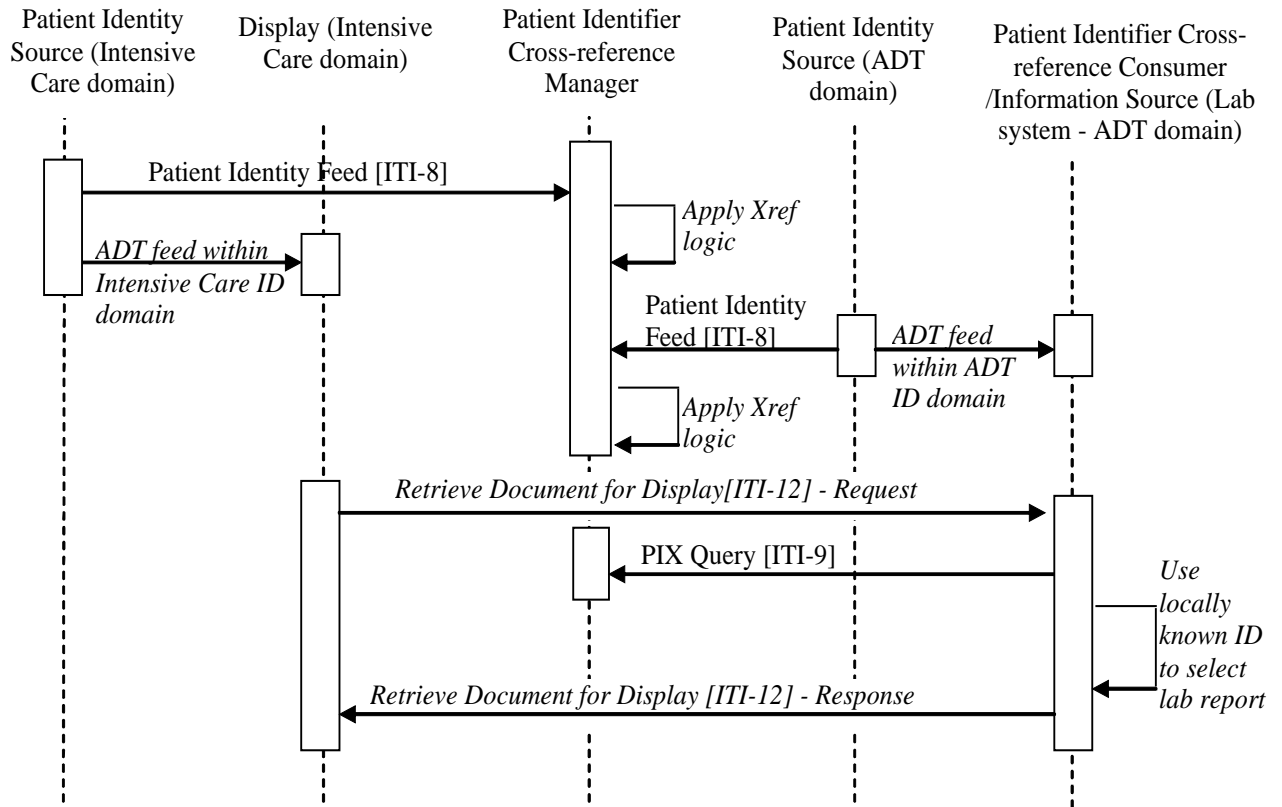 Patient Identity
Source (Intensive
Care domain)
Display (Intensive
Care domain)
Patient Identifier
Cross-reference
Manager
Patient Identity
Source (ADT
domain)
Patient Identifier Cross-
reference Consumer
/Information Source (Lab
system - ADT domain)
Patient Identity Feed [ITI-8]
Apply Xref
logic
ADT feed within
Intensive Care ID
domain
Patient Identity
Feed [ITI-8]
ADT feed
within ADT
ID domain
Apply Xref
logic
Retrieve Document for Display[ITI-12] - Request
PIX Query [ITI-9]
Use
locally
known ID
to select
lab report
Retrieve Document for Display [ITI-12] - Response